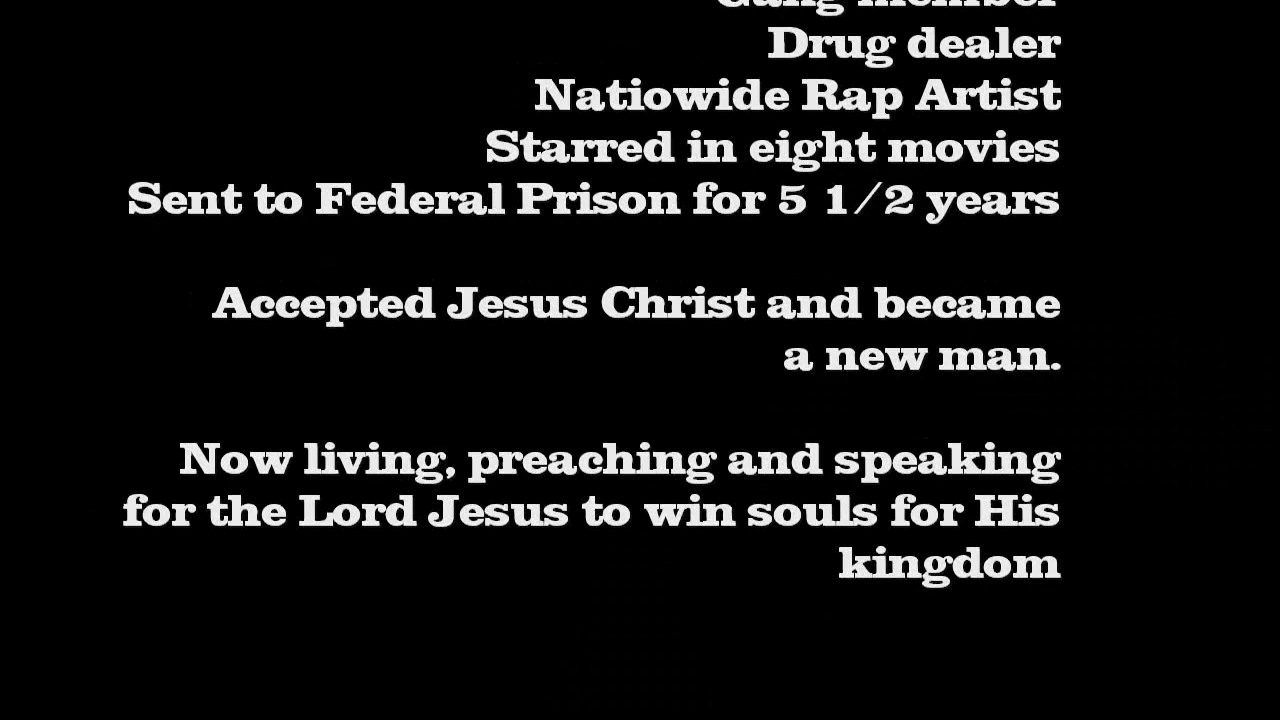 Gang member
Drug dealer
Natiowide Rap Artist
Starred in eight movies
Sent to Federal Prison for 5 1/2 years
Accepted Jesus Christ and became
a new man.
Now living, preaching and speaking
for the Lord Jesus to win souls for His
kingdom